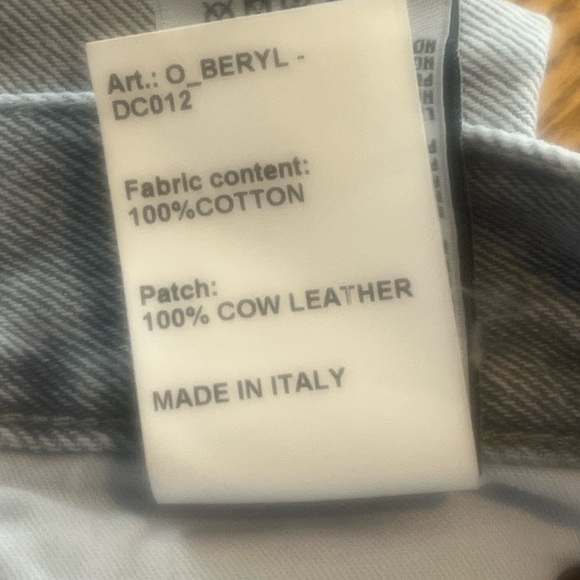 Art.: O_BERYL -
DC012
Fabric content:
100%COTTON
Patch:
100% COW LEATHER
MADE IN ITALY